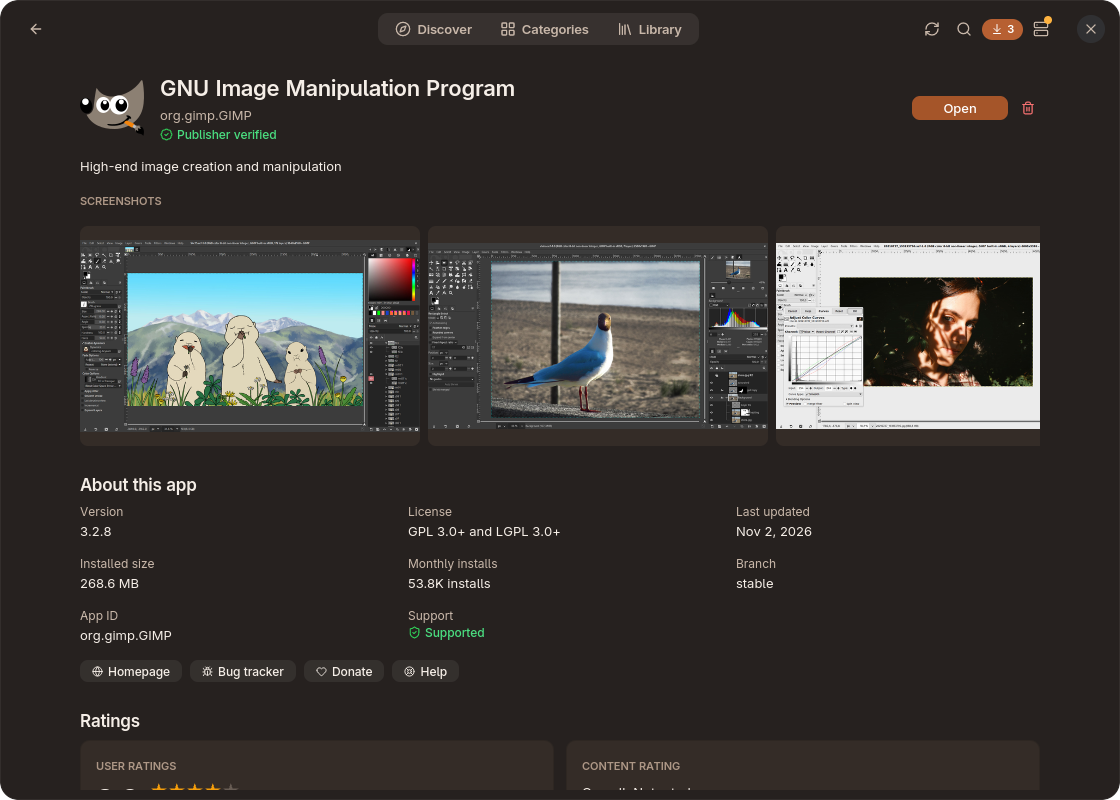 Discover Categories Library 3
GNU Image Manipulation Program
org.gimp.GIMP
Publisher verified
Open
High-end image creation and manipulation
SCREENSHOTS
About this app
Version License Last updated
3.2.8 GPL 3.0+ and LGPL 3.0+ Nov 2, 2026
Installed size Monthly installs Branch
268.6 MB 53.8K installs stable
App ID Support
org.gimp.GIMP Supported
Homepage Bug tracker Donate Help
Ratings
USER RATINGS CONTENT RATING